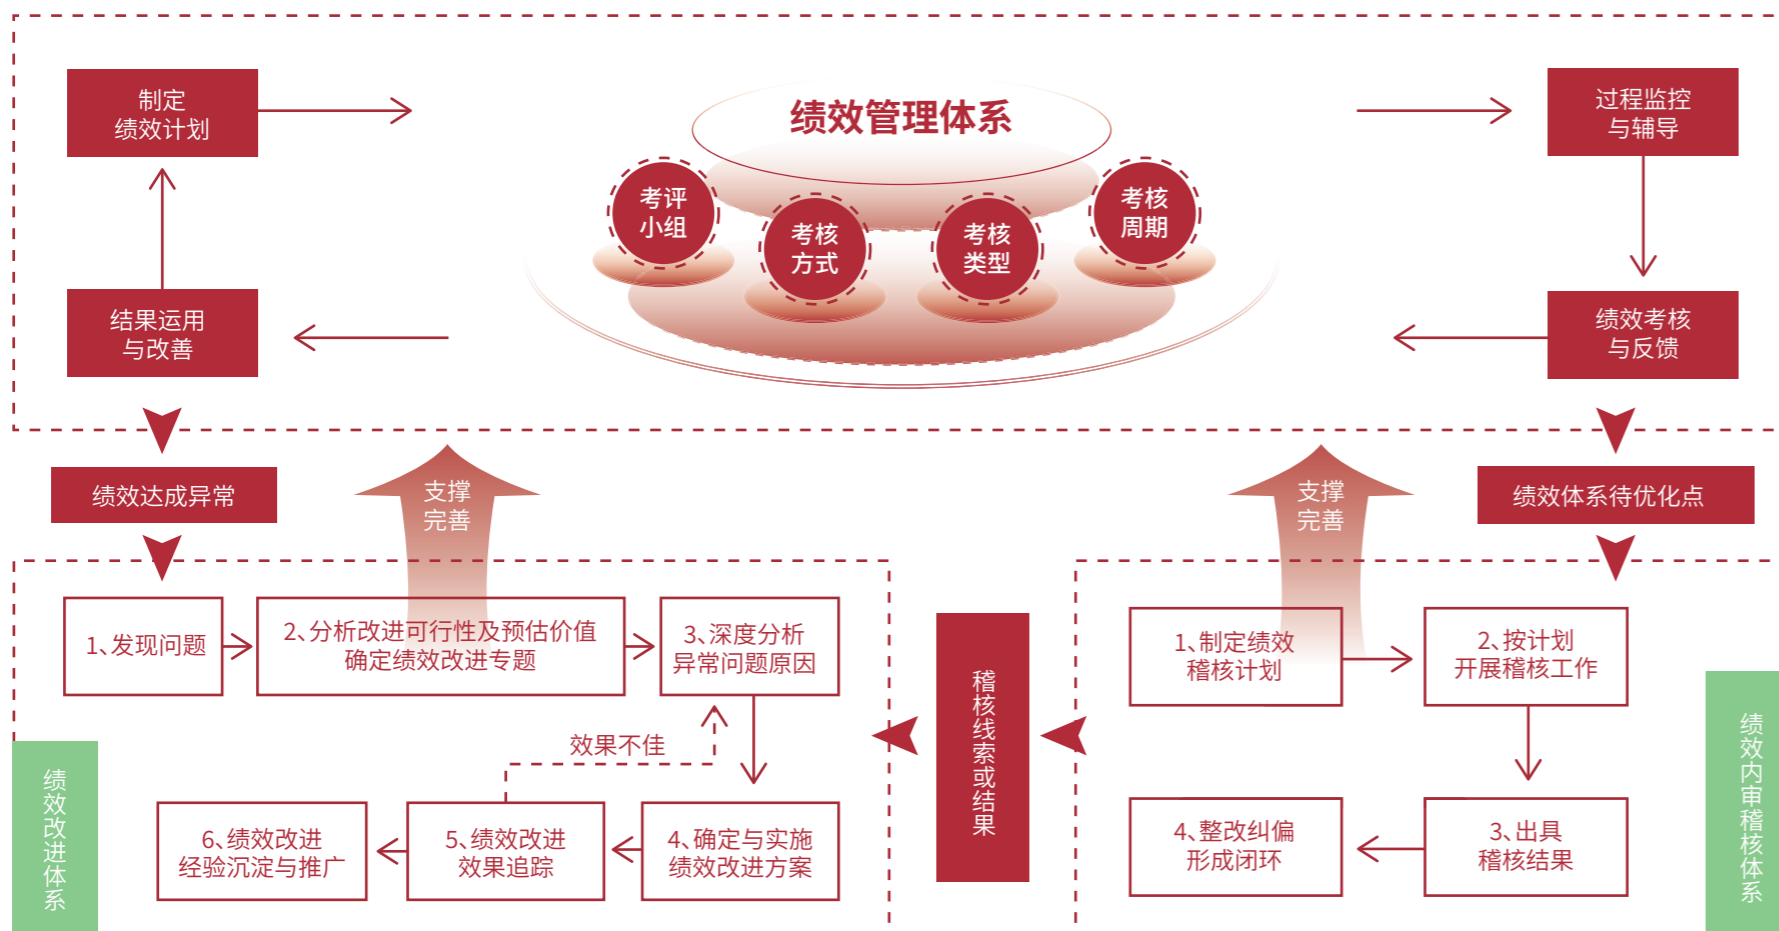 绩效管理体系
制定
绩效计划
过程监控
与辅导
考评
小组
考核
方式
考核
类型
考核
周期
结果运用
与改善
绩效考核
与反馈
绩效达成异常
支撑
完善
支撑
完善
绩效体系待优化点
1、发现问题
2、分析改进可行性及预估价值
确定绩效改进专题
3、深度分析
异常问题原因
效果不佳
6、绩效改进
经验沉淀与推广
5、绩效改进
效果追踪
4、确定与实施
绩效改进方案
绩效改进体系
稽核线索或结果
1、制定绩效
稽核计划
2、按计划
开展稽核工作
4、整改纠偏
形成闭环
3、出具
稽核结果
绩效内审稽核体系